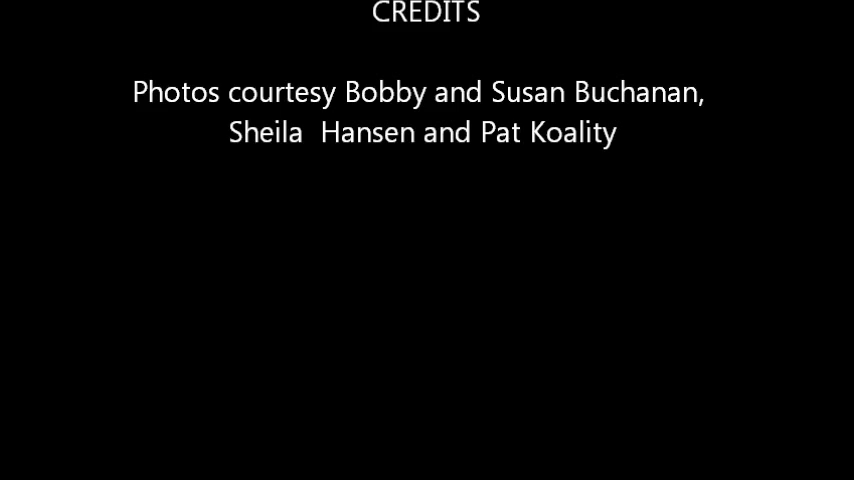 CREDITS
Photos courtesy Bobby and Susan Buchanan,
Sheila  Hansen and Pat Koality